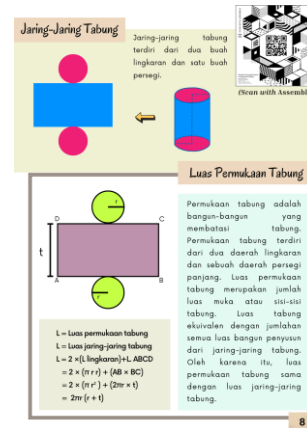 Jaring-Jaring Tabung
Jaring-jaring tabung
terdiri dari dua buah
lingkaran dan satu buah
persegi.
(Scan with Assembl
Luas Permukaan Tabung
r
D
C
t
A
B
r
L = Luas permukaan tabung
L = Luas jaring-jaring tabung
L = 2 ×(L lingkaran)+L ABCD
= 2 × (π r r) + (AB × BC)
= 2 × (π r²) + (2πr × t)
= 2πr (r + t)
Permukaan tabung adalah
bangun-bangun yang
membatasi tabung.
Permukaan tabung terdiri
dari dua daerah lingkaran
dan sebuah daerah persegi
panjang. Luas permukaan
tabung merupakan jumlah
luas muka atau sisi-sisi
tabung. Luas tabung
ekuivalen dengan jumlahan
semua luas bangun penyusun
dari jaring-jaring tabung.
Oleh karena itu, luas
permukaan tabung sama
dengan luas jaring-jaring
tabung.
8